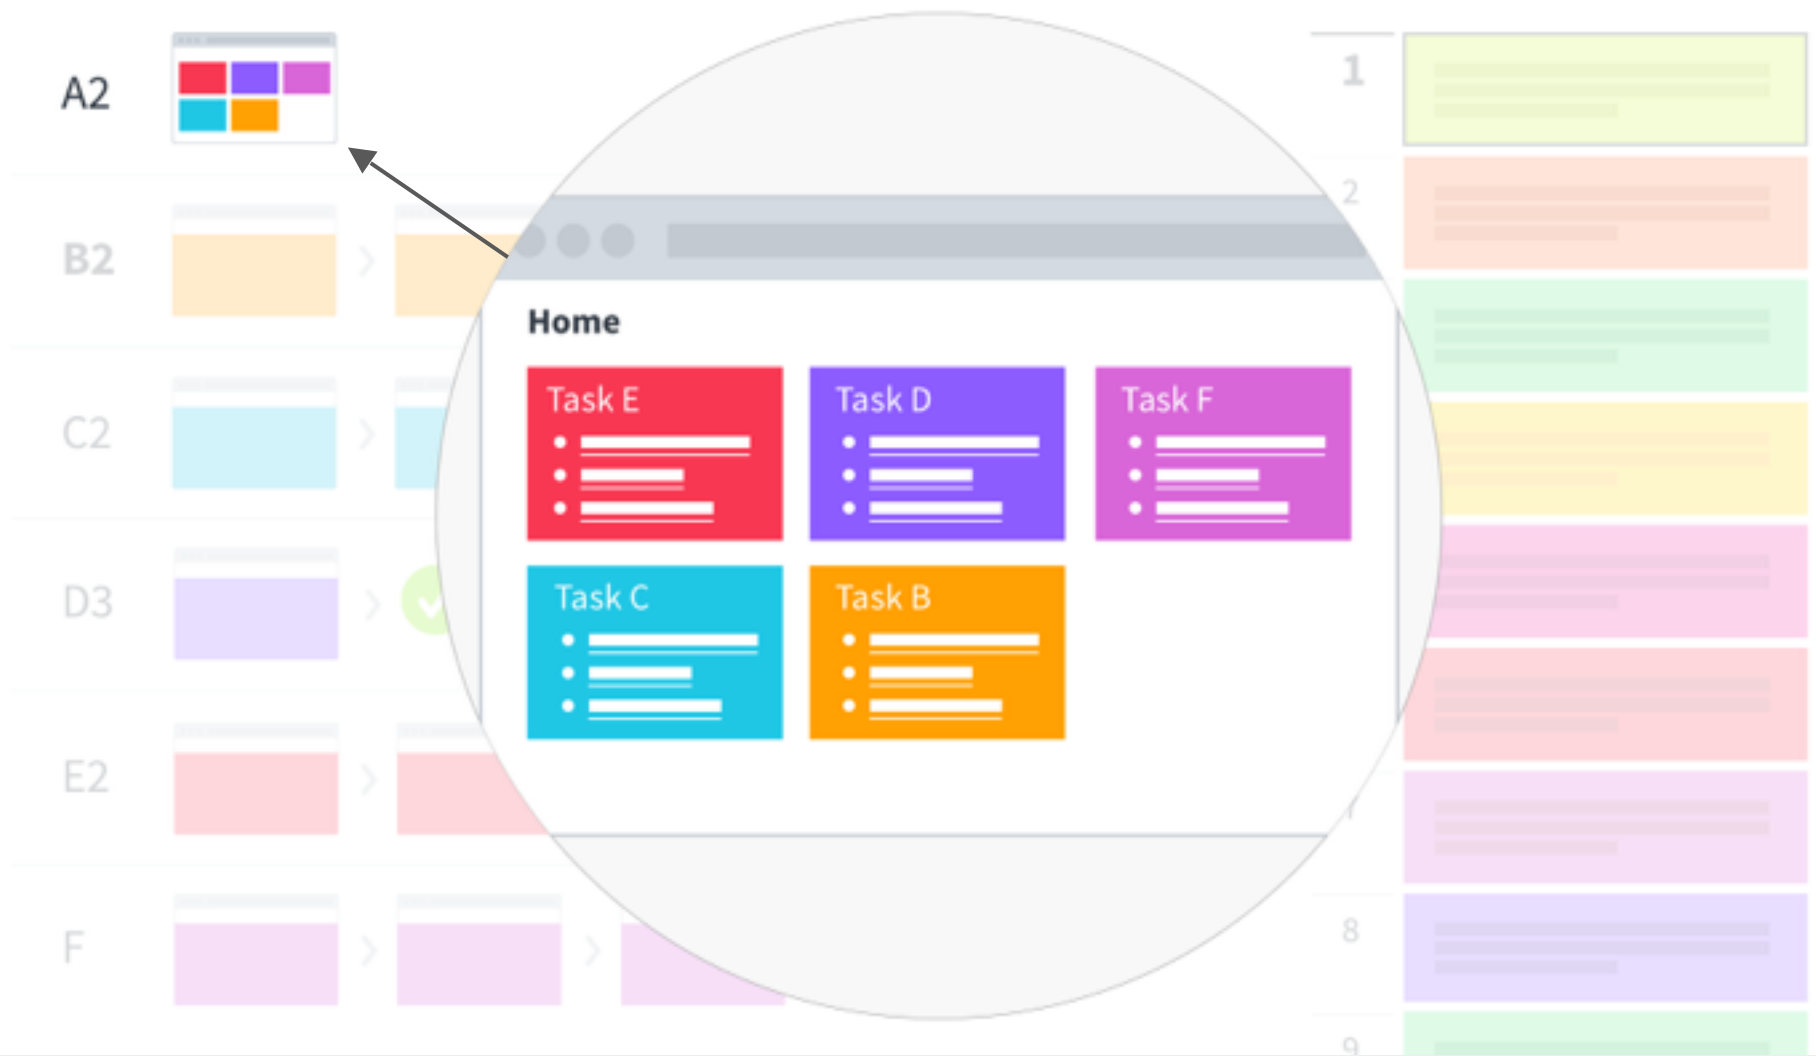 A2
B2
C2
D3
E2
F
Home
Task E
Task D
Task F
Task C
Task B
1
2
8
9